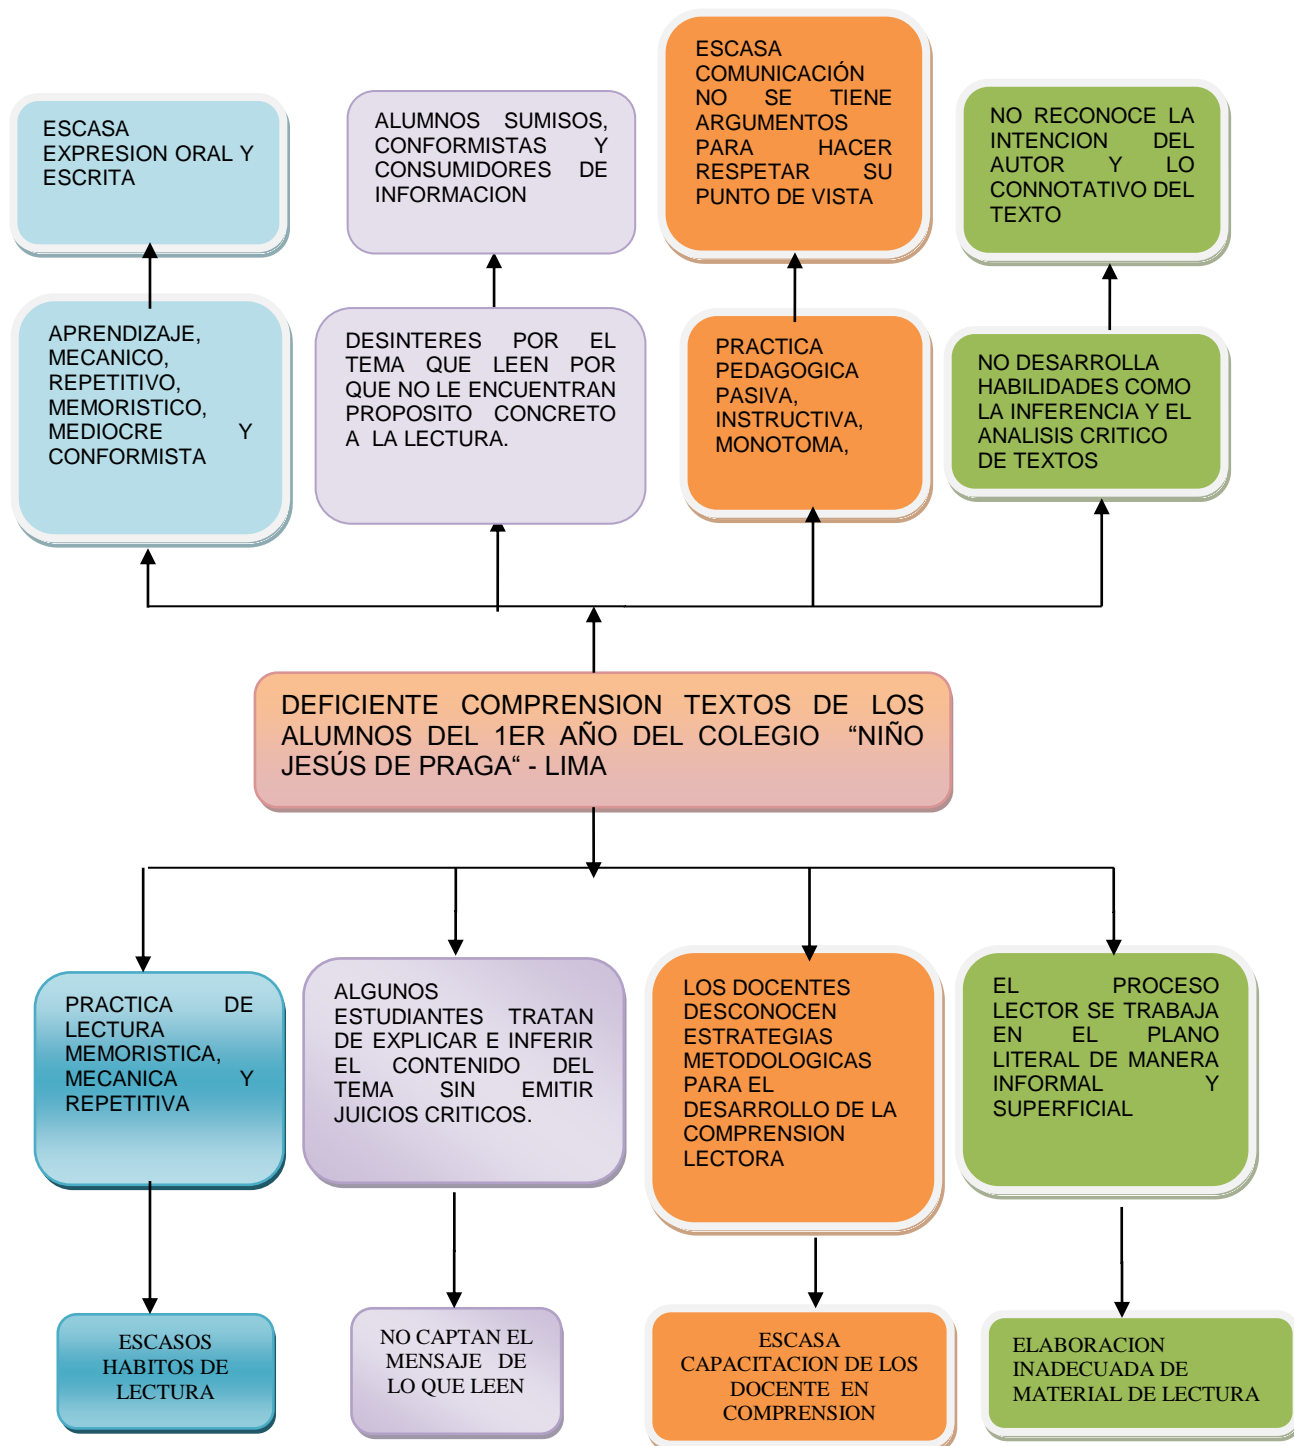 ESCASA
EXPRESION ORAL Y
ESCRITA
ALUMNOS SUMISOS,
CONFORMISTAS Y
CONSUMIDORES DE
INFORMACION
ESCASA
COMUNICACIÓN
NO SE TIENE
ARGUMENTOS
PARA HACER
RESPETAR SU
PUNTO DE VISTA
NO RECONOCE LA
INTENCION DEL
AUTOR Y LO
CONNOTATIVO DEL
TEXTO
APRENDIZAJE,
MECANICO,
REPETITIVO,
MEMORISTICO,
MEDIOCRE Y
CONFORMISTA
DESINTERES POR EL
TEMA QUE LEEN POR
QUE NO LE ENCUENTRAN
PROPOSITO CONCRETO
A LA LECTURA.
PRACTICA
PEDAGOGICA
PASIVA,
INSTRUCTIVA,
MONOTOMA,
NO DESARROLLA
HABILIDADES COMO
LA INFERENCIA Y EL
ANALISIS CRITICO
DE TEXTOS
DEFICIENTE COMPRENSION TEXTOS DE LOS
ALUMNOS DEL 1ER AÑO DEL COLEGIO “NIÑO
JESÚS DE PRAGA“ - LIMA
PRACTICA DE
LECTURA
MEMORISTICA,
MECANICA Y
REPETITIVA
ALGUNOS
ESTUDIANTES TRATAN
DE EXPLICAR E INFERIR
EL CONTENIDO DEL
TEMA SIN EMITIR
JUICIOS CRITICOS.
LOS DOCENTES
DESCONOCEN
ESTRATEGIAS
METODOLOGICAS
PARA EL
DESARROLLO DE LA
COMPRENSION
LECTORA
EL PROCESO
LECTOR SE TRABAJA
EN EL PLANO
LITERAL DE MANERA
INFORMAL Y
SUPERFICIAL
ESCASOS
HABITOS DE
LECTURA
NO CAPTAN EL
MENSAJE DE
LO QUE LEEN
ESCASA
CAPACITACION DE LOS
DOCENTE EN
COMPRENSION
ELABORACION
INADECUADA DE
MATERIAL DE LECTURA